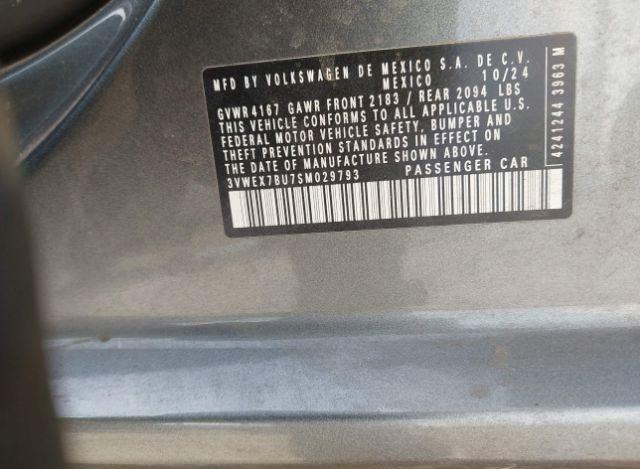 MFD BY VOLKSWAGEN DE MEXICO S.A. DE C.V.
MEXICO 10/24
GVWR4167 GAWR FRONT 2183 / REAR 2094 LBS
THIS VEHICLE CONFORMS TO ALL APPLICABLE U.S.
FEDERAL MOTOR VEHICLE SAFETY, BUMPER AND
THEFT PREVENTION STANDARDS IN EFFECT ON
THE DATE OF MANUFACTURE SHOWN ABOVE.
3VWEX7BU7SM029793 PASSENGER CAR
4241244 3963 M